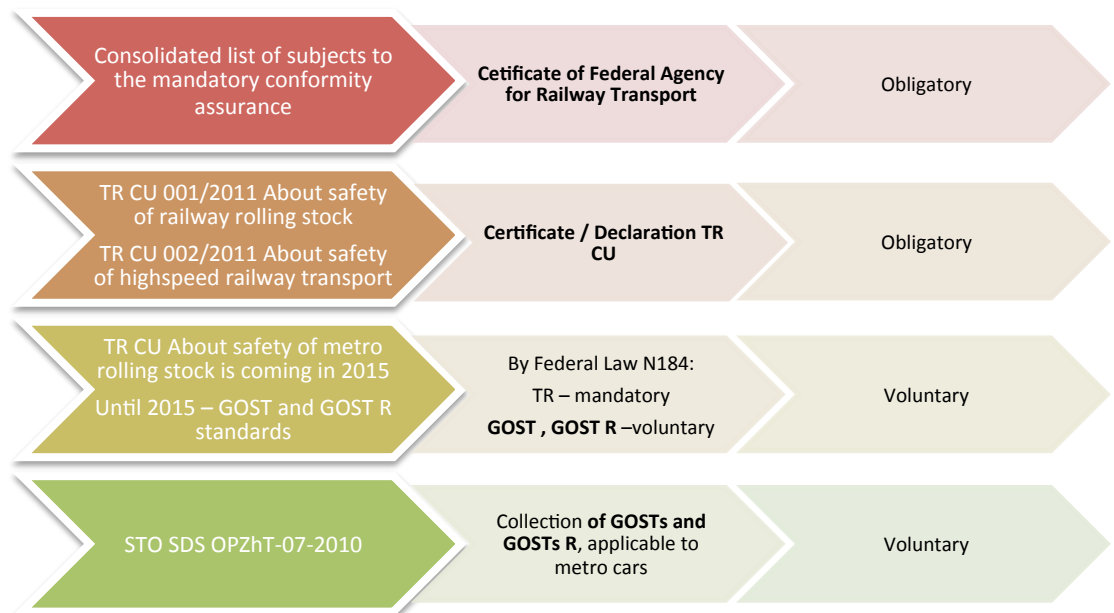 Consolidated list of subjects to
the mandatory conformity
assurance
Cetificate of Federal Agency
for Railway Transport
Obligatory
TR CU 001/2011 About safety
of railway rolling stock
TR CU 002/2011 About safety
of highspeed railway transport
Certificate / Declaration TR
CU
Obligatory
TR CU About safety of metro
rolling stock is coming in 2015
Until 2015 – GOST and GOST R
standards
By Federal Law N184:
TR – mandatory
GOST , GOST R –voluntary
Voluntary
STO SDS OPZhT-07-2010
Collection of GOSTs and
GOSTs R, applicable to
metro cars
Voluntary